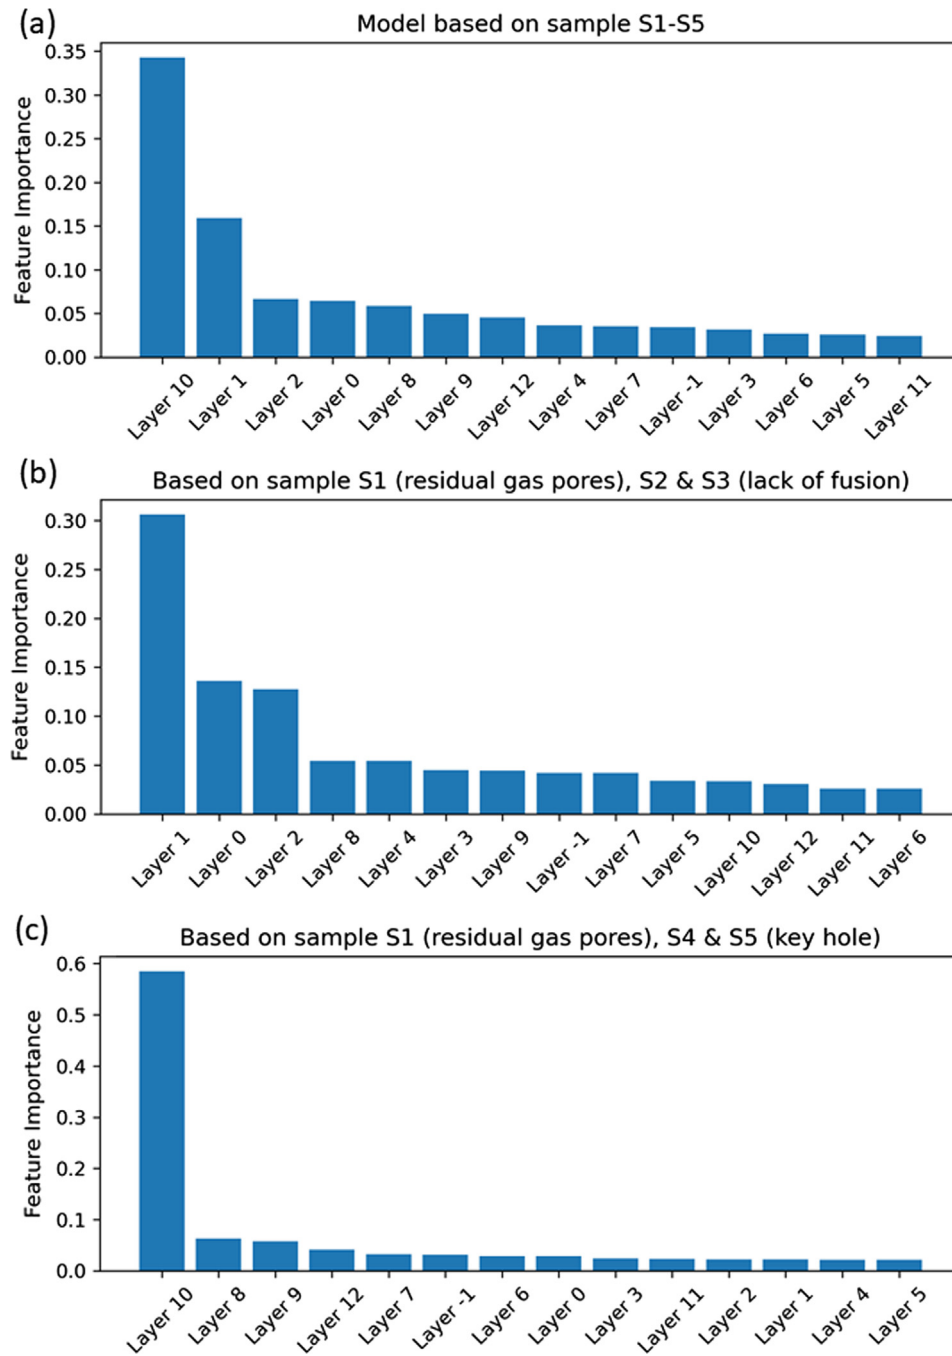 (a)
Model based on sample S1-S5
Feature Importance
0.35
0.30
0.25
0.20
0.15
0.10
0.05
0.00
Layer 10
Layer 1
Layer 2
Layer 0
Layer 8
Layer 9
Layer 12
Layer 4
Layer 7
Layer -1
Layer 3
Layer 6
Layer 5
Layer 11
(b)
Based on sample S1 (residual gas pores), S2 & S3 (lack of fusion)
Feature Importance
0.30
0.25
0.20
0.15
0.10
0.05
0.00
Layer 1
Layer 0
Layer 2
Layer 8
Layer 4
Layer 3
Layer 9
Layer -1
Layer 7
Layer 5
Layer 10
Layer 12
Layer 11
Layer 6
(c)
Based on sample S1 (residual gas pores), S4 & S5 (key hole)
Feature Importance
0.6
0.5
0.4
0.3
0.2
0.1
0.0
Layer 10
Layer 8
Layer 9
Layer 12
Layer 7
Layer -1
Layer 6
Layer 0
Layer 3
Layer 11
Layer 2
Layer 1
Layer 4
Layer 5